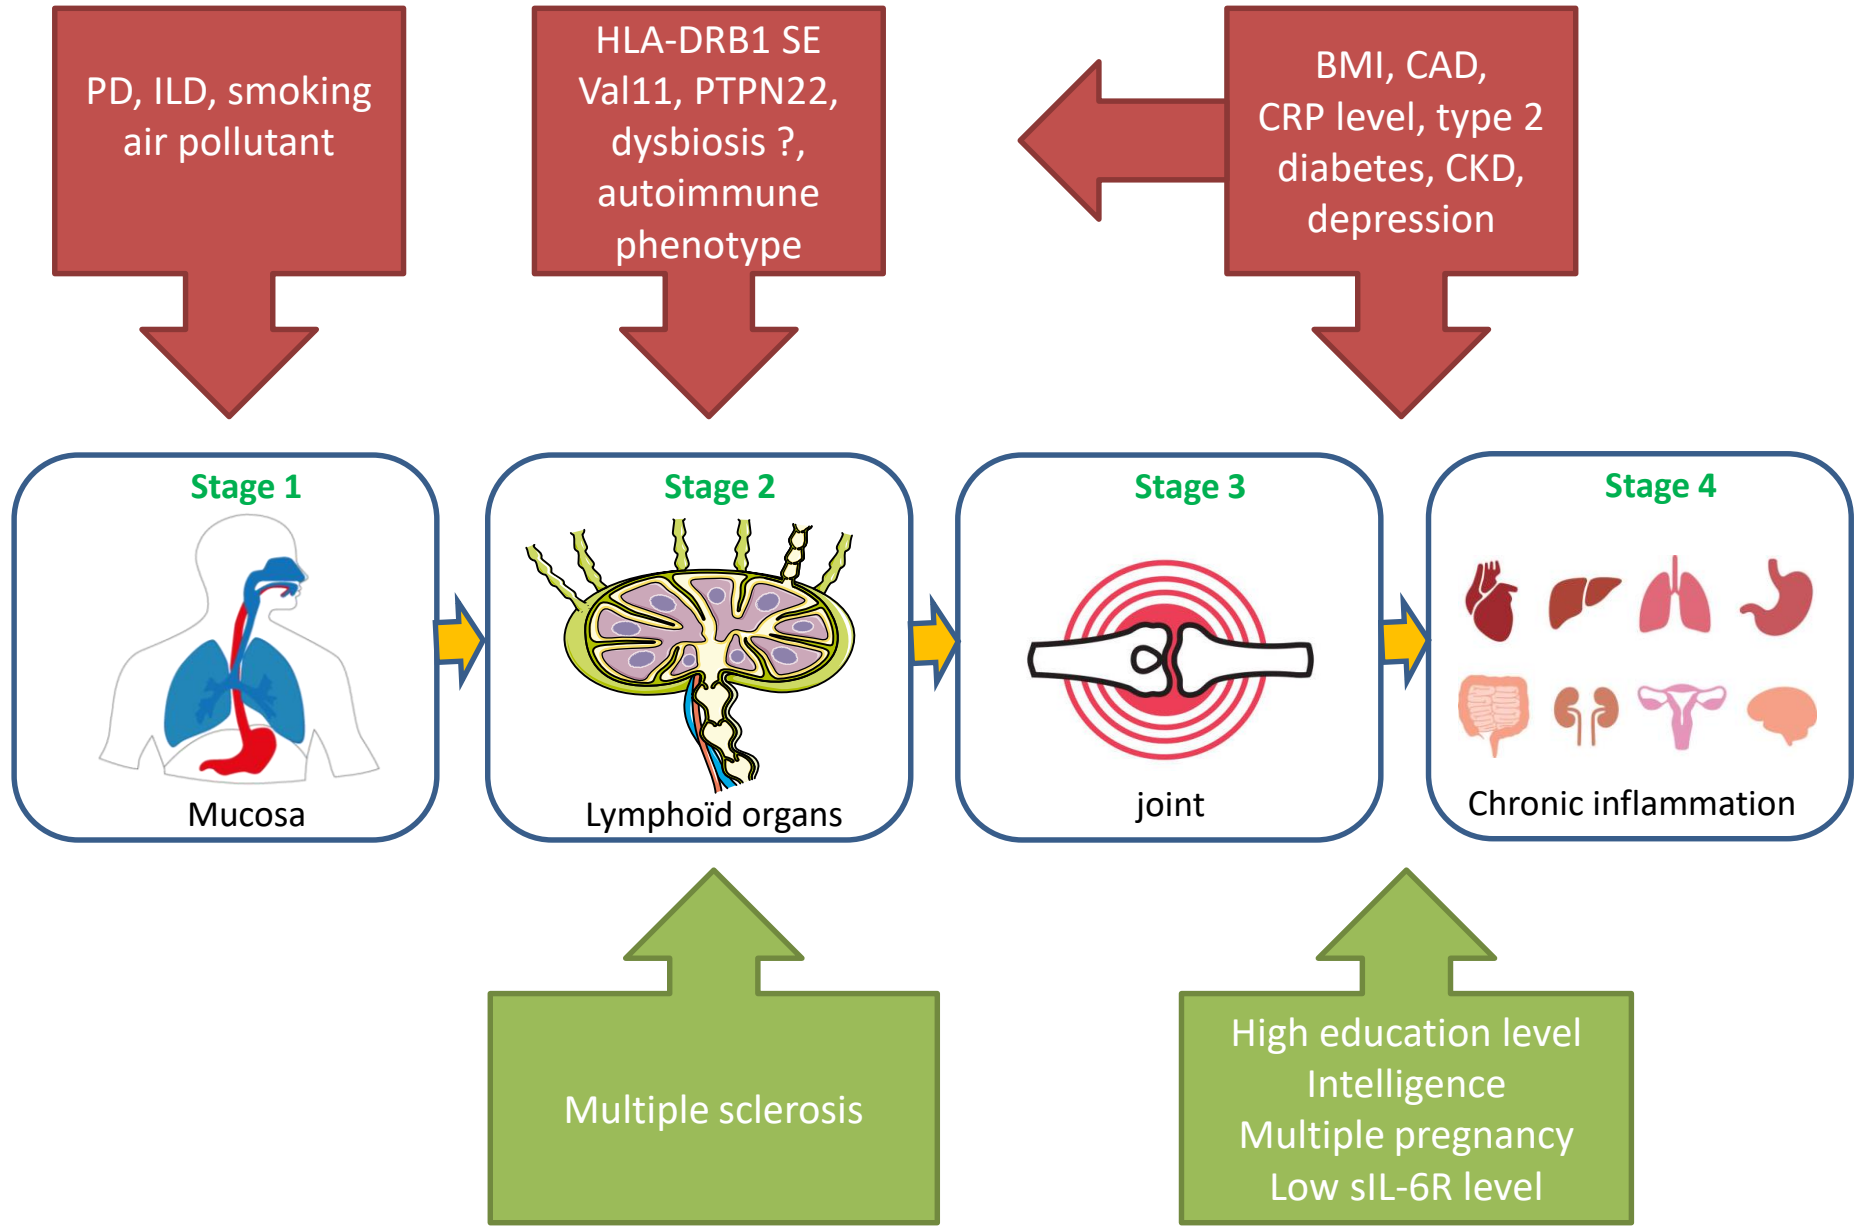 PD, ILD, smoking
air pollutant
HLA-DRB1 SE
Val11, PTPN22,
dysbiosis ?,
autoimmune
phenotype
BMI, CAD,
CRP level, type 2
diabetes, CKD,
depression
Stage 1
Mucosa
Stage 2
Lymphoïd organs
Stage 3
joint
Stage 4
Chronic inflammation
Multiple sclerosis
High education level
Intelligence
Multiple pregnancy
Low sIL-6R level